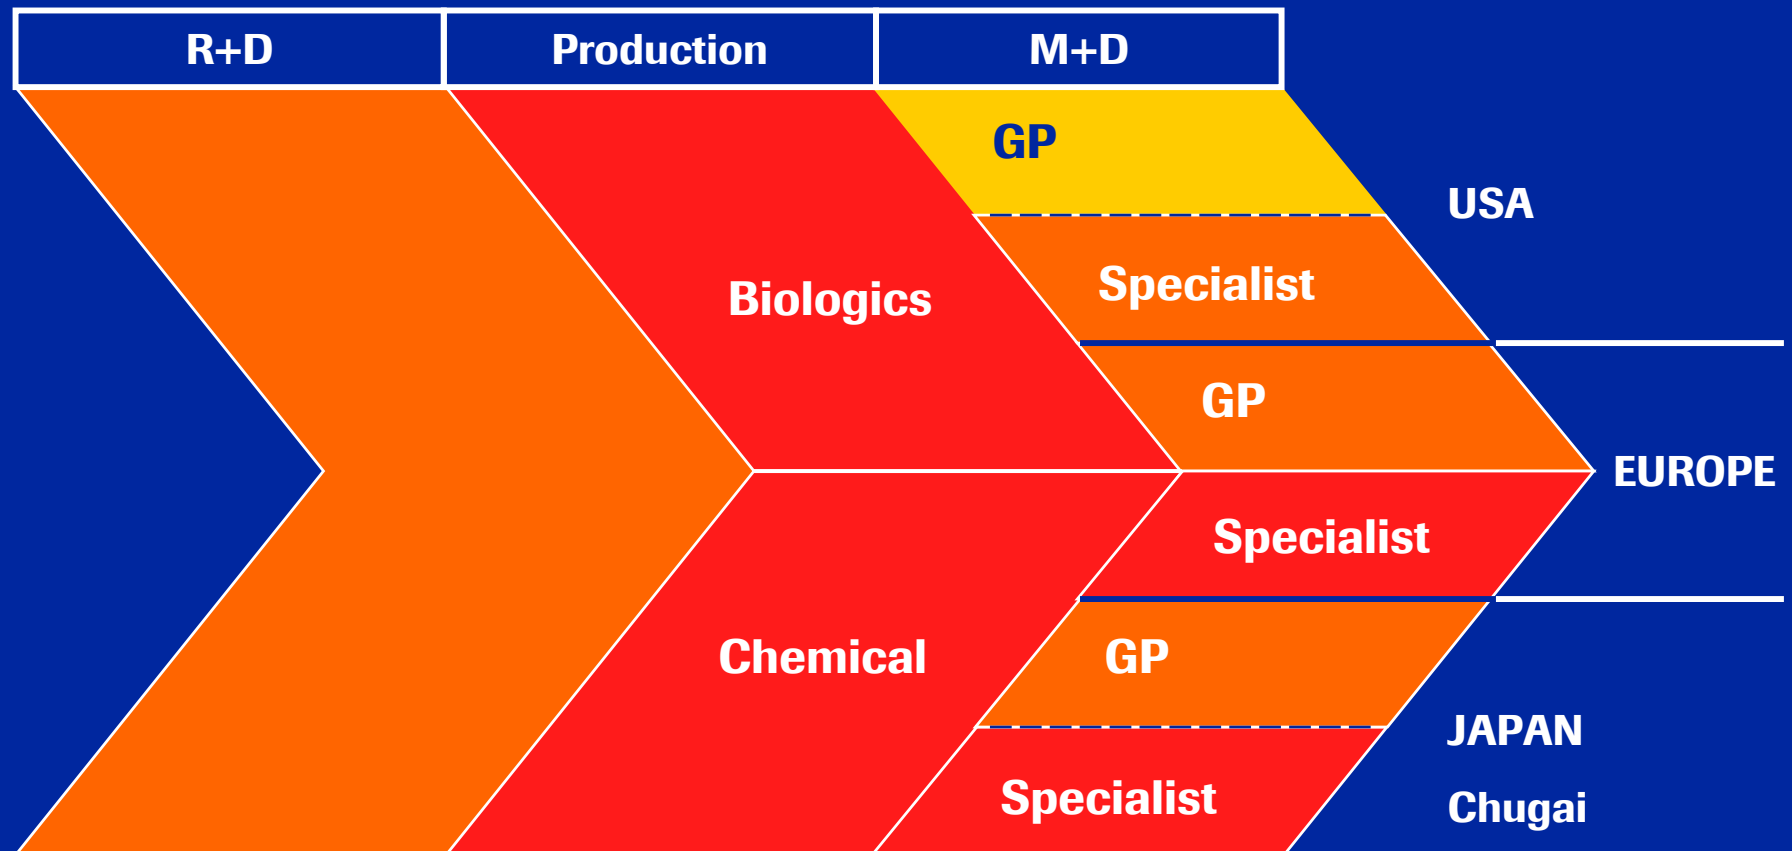 R+D
Production
M+D
GP
USA
Specialist
Biologics
GP
EUROPE
Specialist
Chemical
GP
JAPAN
Specialist
Chugai